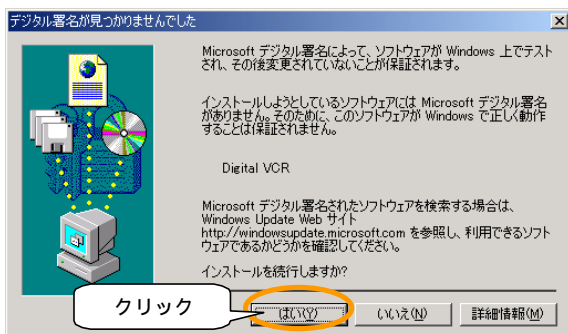 デジタル署名が見つかりませんでした
Microsoft デジタル署名によって、ソフトウェアが Windows 上でテスト
され、その後変更されていないことが保証されます。
インストールしようとしているソフトウェアには Microsoft デジタル署名
がありません。そのために、このソフトウェアが Windows で正しく動作
することは保証されません。
Digital VCR
Microsoft デジタル署名されたソフトウェアを検索する場合は、
Windows Update Web サイト
http://windowsupdate.microsoft.com を参照し、利用できるソフト
ウェアであるかどうかを確認してください。
インストールを続行しますか?
クリック
はい(Y)
いいえ(N)
詳細情報(M)